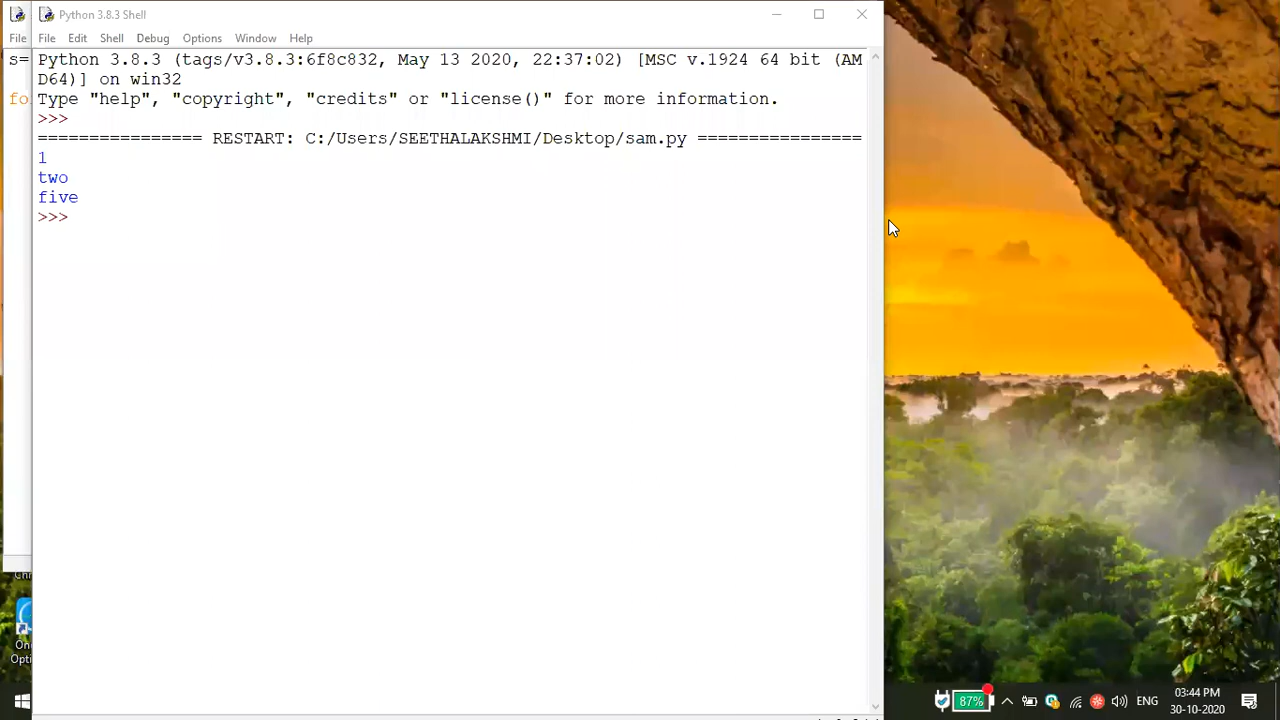 Python 3.8.3 Shell
File
File Edit Shell Debug Options Window Help
s=
Python 3.8.3 (tags/v3.8.3:6f8c832, May 13 2020, 22:37:02) [MSC v.1924 64 bit (AM
D64)] on win32
fo
Type "help", "copyright", "credits" or "license()" for more information.
>>>
=============== RESTART: C:/Users/SEETHALAKSHMI/Desktop/sam.py ================
1
two
five
>>>
Opti
87%
ENG
03:44 PM
30-10-2020